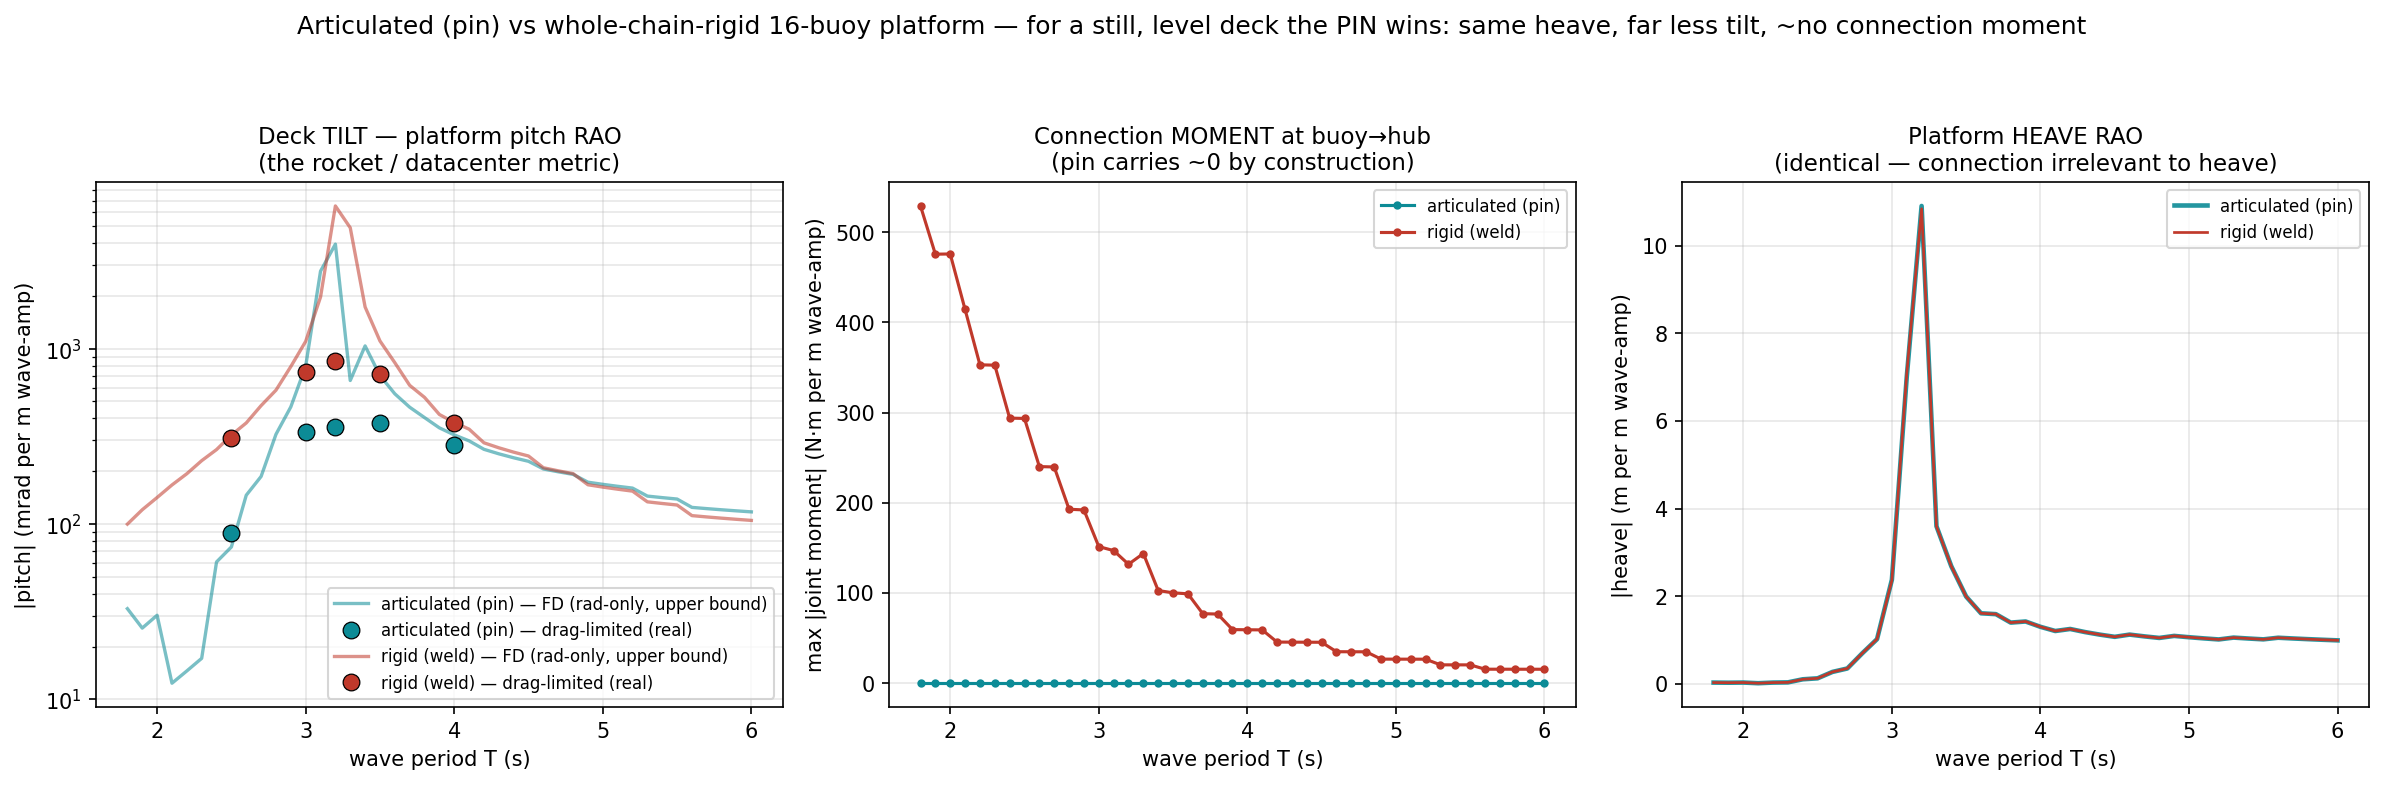 Articulated (pin) vs whole-chain-rigid 16-buoy platform — for a still, level deck the PIN wins: same heave, far less tilt, ~no connection moment
Deck TILT — platform pitch RAO
(the rocket / datacenter metric)
|pitch| (mrad per m wave-amp)
10³
10²
10¹
articulated (pin) — FD (rad-only, upper bound)
articulated (pin) — drag-limited (real)
rigid (weld) — FD (rad-only, upper bound)
rigid (weld) — drag-limited (real)
2 3 4 5 6
wave period T (s)
Connection MOMENT at buoy→hub
(pin carries ~0 by construction)
max |joint moment| (N·m per m wave-amp)
500
400
300
200
100
0
articulated (pin)
rigid (weld)
2 3 4 5 6
wave period T (s)
Platform HEAVE RAO
(identical — connection irrelevant to heave)
|heave| (m per m wave-amp)
10
8
6
4
2
0
articulated (pin)
rigid (weld)
2 3 4 5 6
wave period T (s)